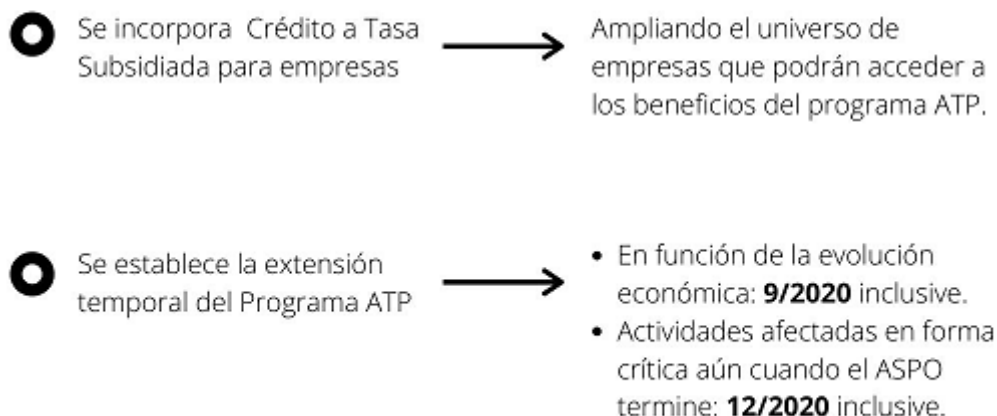 Se incorpora Crédito a Tasa
Subsidiada para empresas
Ampliando el universo de
empresas que podrán acceder a
los beneficios del programa ATP.
Se establece la extensión
temporal del Programa ATP
• En función de la evolución
económica: 9/2020 inclusive.
• Actividades afectadas en forma
crítica aún cuando el ASPO
termine: 12/2020 inclusive.